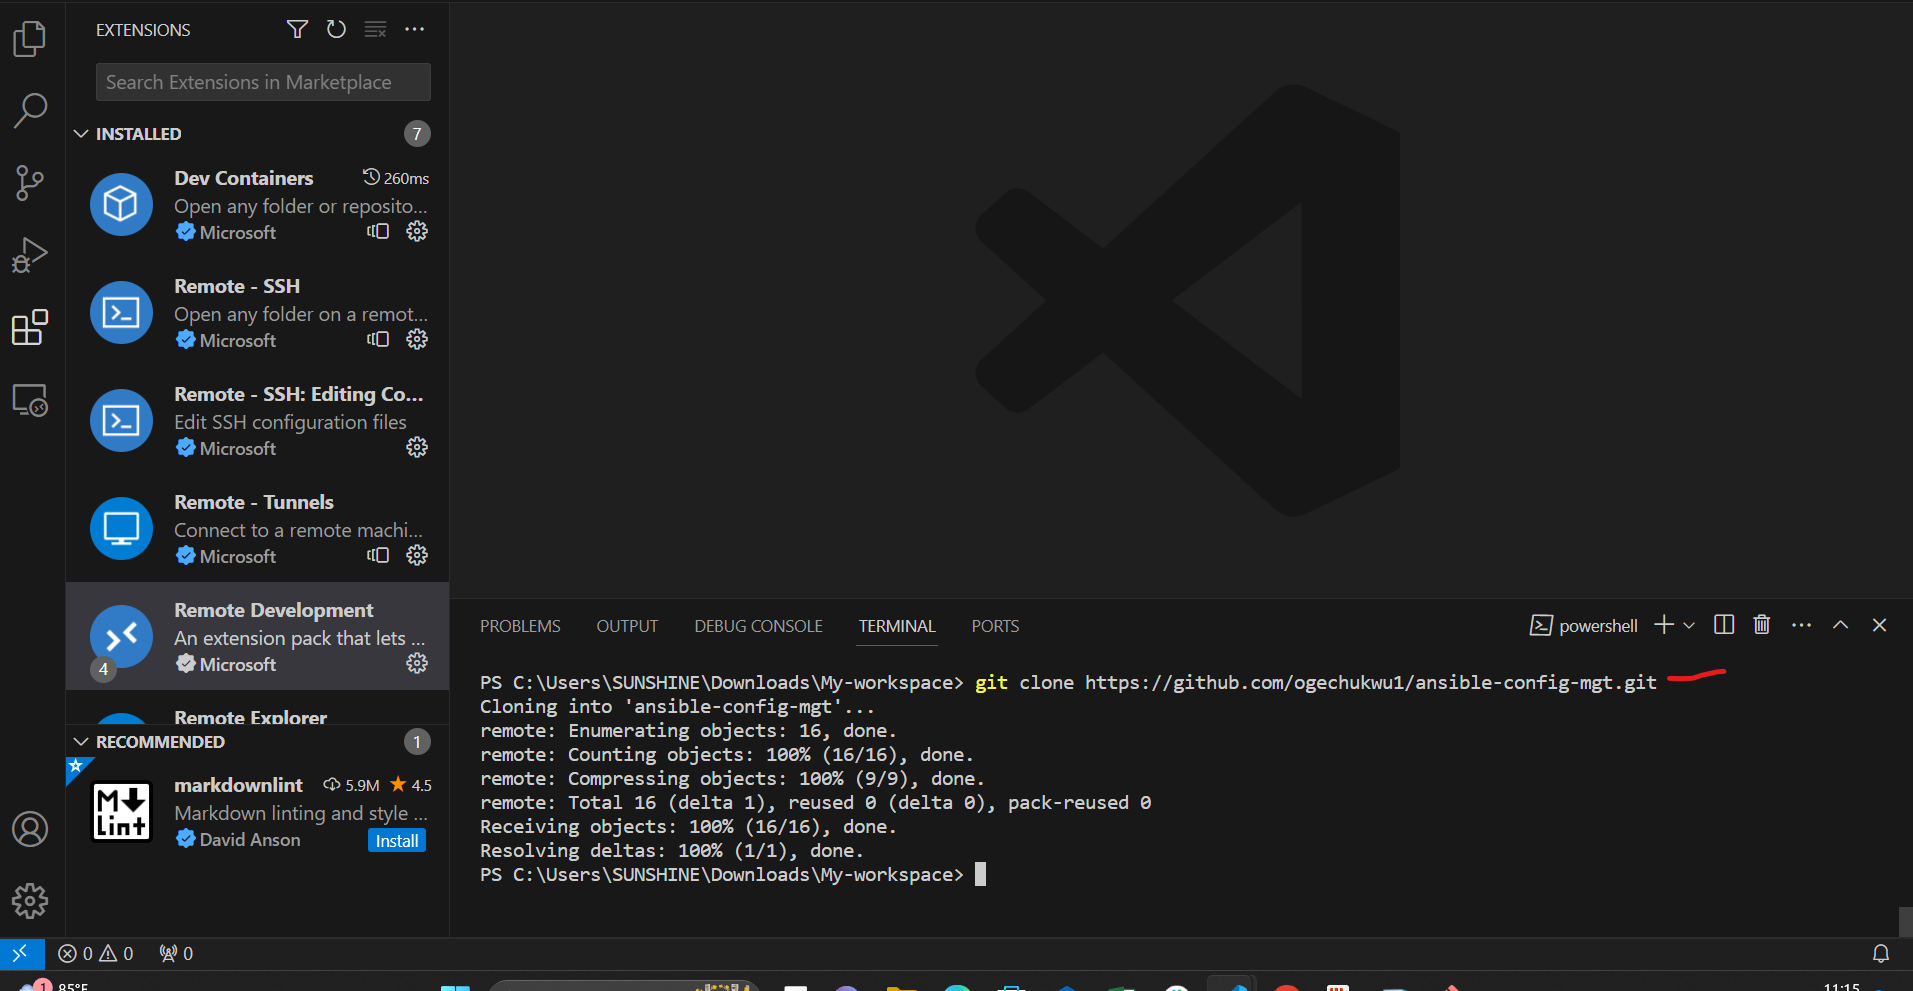 EXTENSIONS
Search Extensions in Marketplace
INSTALLED 7
Dev Containers 260ms
Open any folder or reposito...
Microsoft
Remote - SSH
Open any folder on a remot...
Microsoft
Remote - SSH: Editing Co...
Edit SSH configuration files
Microsoft
Remote - Tunnels
Connect to a remote machi...
Microsoft
Remote Development
An extension pack that lets ...
4 Microsoft
Remote Explorer
RECOMMENDED 1
markdownlint 5.9M 4.5
Markdown linting and style ...
David Anson Install
M Lint
PROBLEMS OUTPUT DEBUG CONSOLE TERMINAL PORTS powershell
PS C:\Users\SUNSHINE\Downloads\My-workspace> git clone https://github.com/ogechukwu1/ansible-config-mgt.git
Cloning into 'ansible-config-mgt'...
remote: Enumerating objects: 16, done.
remote: Counting objects: 100% (16/16), done.
remote: Compressing objects: 100% (9/9), done.
remote: Total 16 (delta 1), reused 0 (delta 0), pack-reused 0
Receiving objects: 100% (16/16), done.
Resolving deltas: 100% (1/1), done.
PS C:\Users\SUNSHINE\Downloads\My-workspace>
0 0 0
1 85°F 11:15